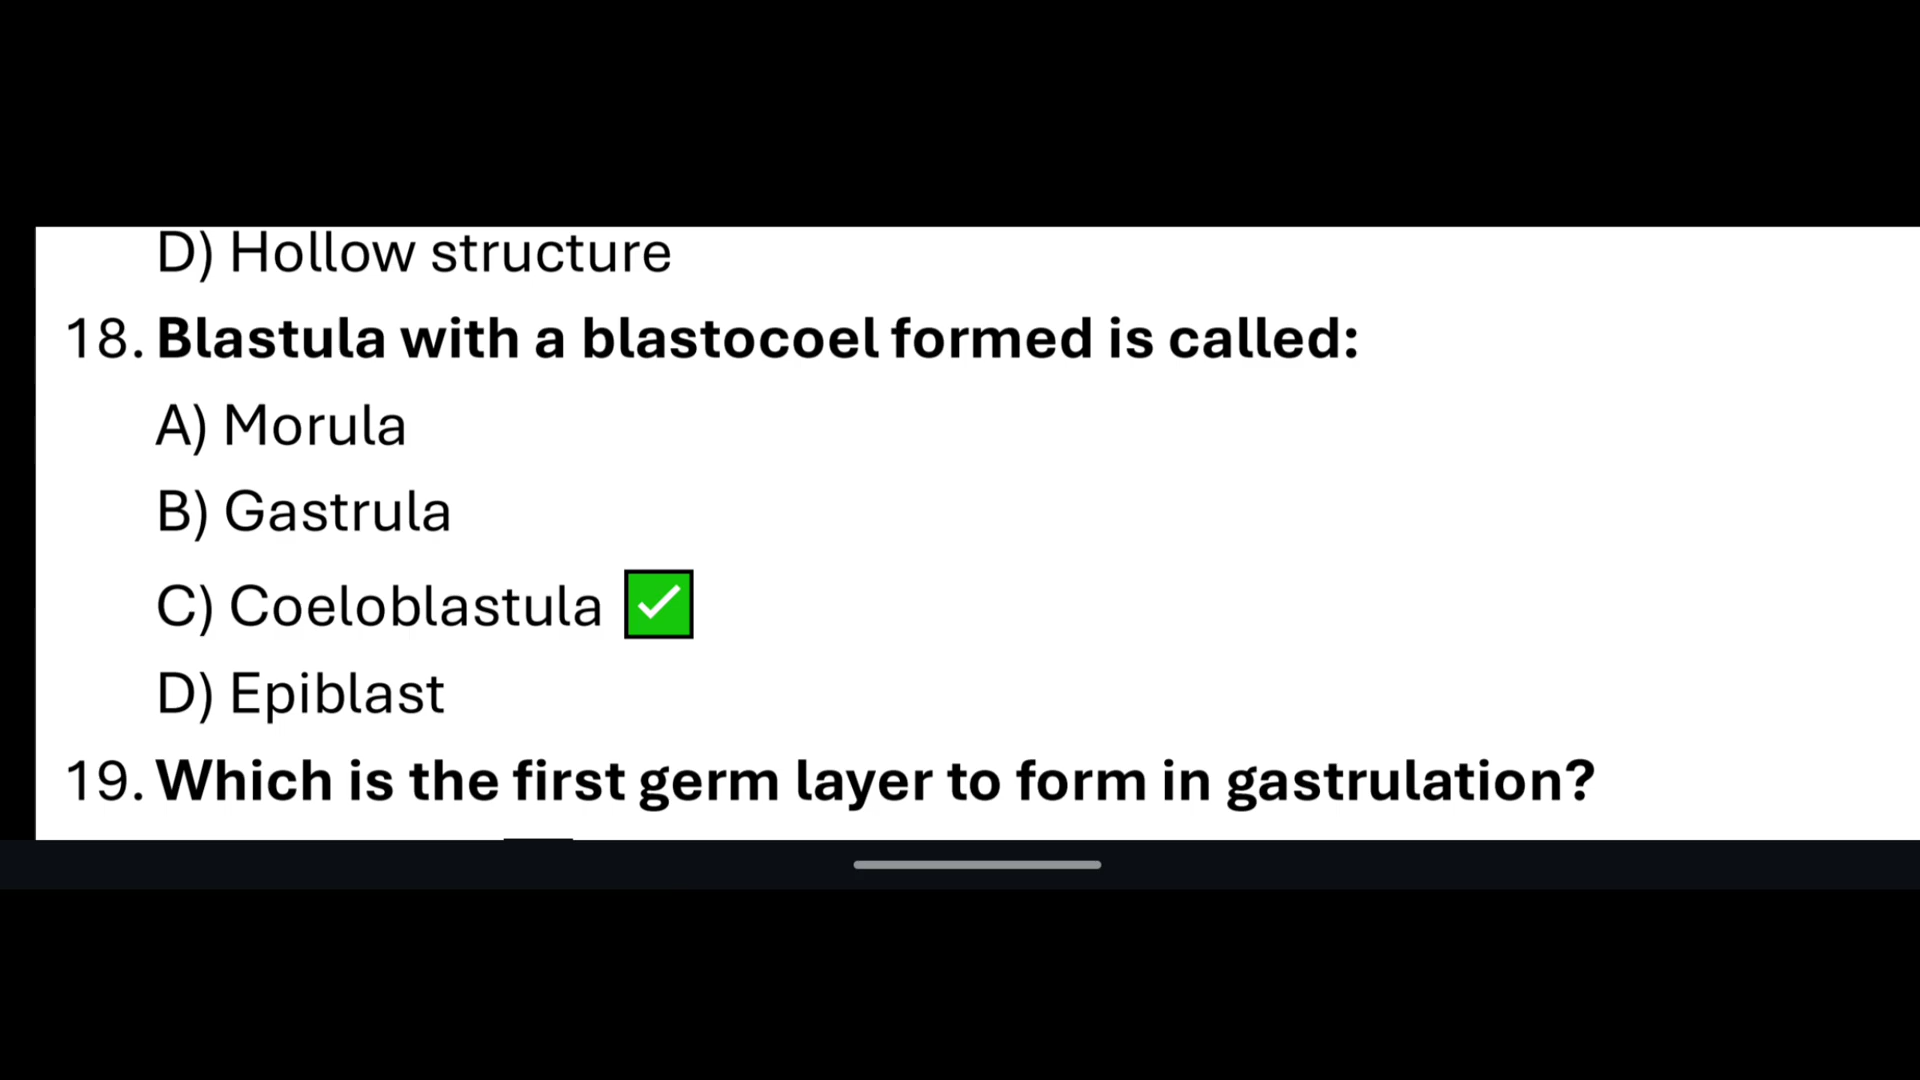 D) Hollow structure
18. Blastula with a blastocoel formed is called:
A) Morula
B) Gastrula
C) Coeloblastula ✅
D) Epiblast
19. Which is the first germ layer to form in gastrulation?